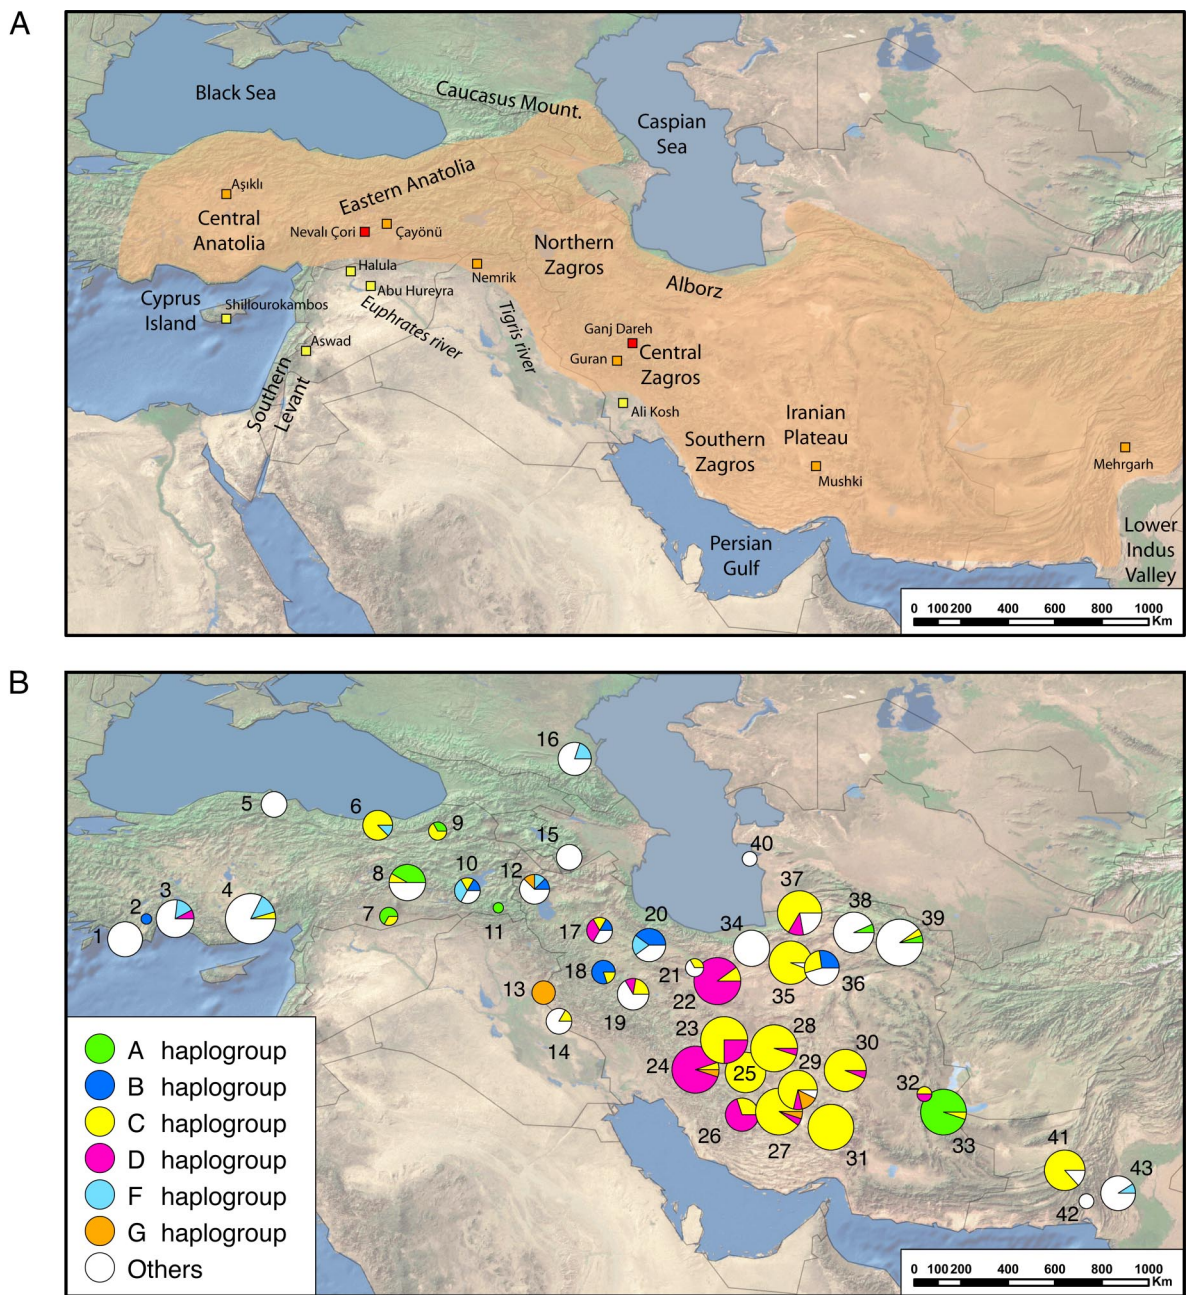 A
Black Sea
Caucasus Mount.
Caspian
Sea
Aşıklı
Central
Anatolia
Eastern Anatolia
Nevalı Çori
Çayönü
Halula
Abu Hureyra
Nemrik
Northern
Zagros
Alborz
Cyprus
Island
Shillourokambos
Euphrates river
Tigris river
Aswad
Southern
Levant
Ganj Dareh
Guran
Central
Zagros
Ali Kosh
Southern
Zagros
Iranian
Plateau
Mushki
Mehrgarh
Persian
Gulf
Lower
Indus
Valley
0 100 200 400 600 800 1000
Km
B
16
5
6
9
15
40
8
10
12
3
4
2
1
7
11
17
20
34
37
38
39
18
21
22
35
36
13
19
14
23
28
24
25
29
30
32
33
26
27
31
41
43
42
A haplogroup
B haplogroup
C haplogroup
D haplogroup
F haplogroup
G haplogroup
Others
0 100 200 400 600 800 1000
Km